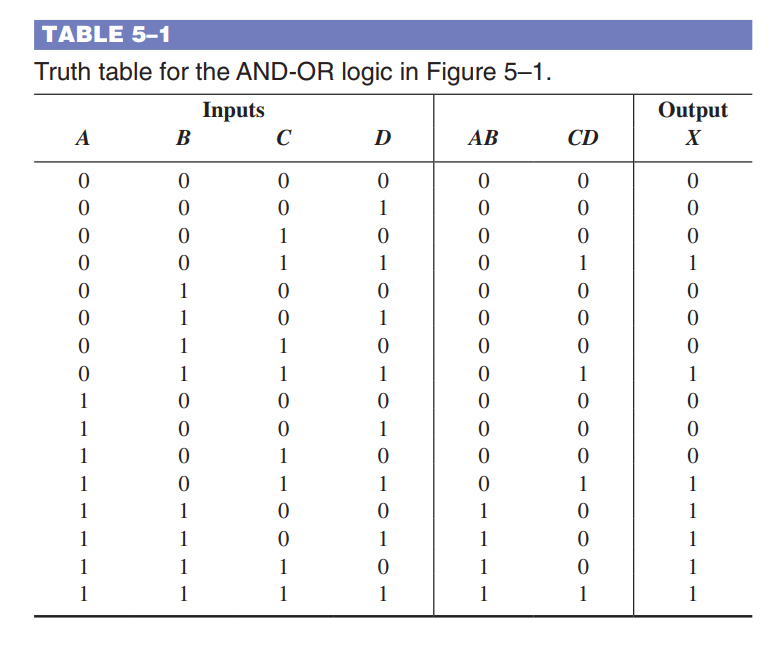 TABLE 5–1
Truth table for the AND-OR logic in Figure 5–1.
Inputs Output
A B C D AB CD X
0 0 0 0 0 0 0
0 0 0 1 0 0 0
0 0 1 0 0 0 0
0 0 1 1 0 1 1
0 1 0 0 0 0 0
0 1 0 1 0 0 0
0 1 1 0 0 0 0
0 1 1 1 0 1 1
1 0 0 0 0 0 0
1 0 0 1 0 0 0
1 0 1 0 0 0 0
1 0 1 1 0 1 1
1 1 0 0 1 0 1
1 1 0 1 1 0 1
1 1 1 0 1 0 1
1 1 1 1 1 1 1